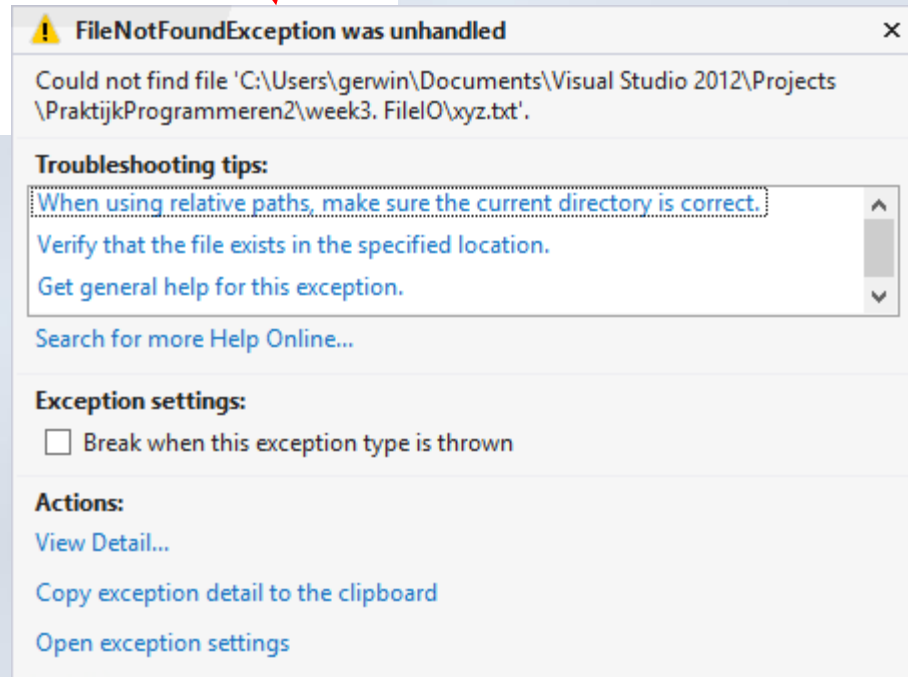 FileNotFoundException was unhandled
Could not find file 'C:\Users\gerwin\Documents\Visual Studio 2012\Projects
\PraktijkProgrammeren2\week3. FileIO\xyz.txt'.
Troubleshooting tips:
When using relative paths, make sure the current directory is correct.
Verify that the file exists in the specified location.
Get general help for this exception.
Search for more Help Online...
Exception settings:
Break when this exception type is thrown
Actions:
View Detail...
Copy exception detail to the clipboard
Open exception settings